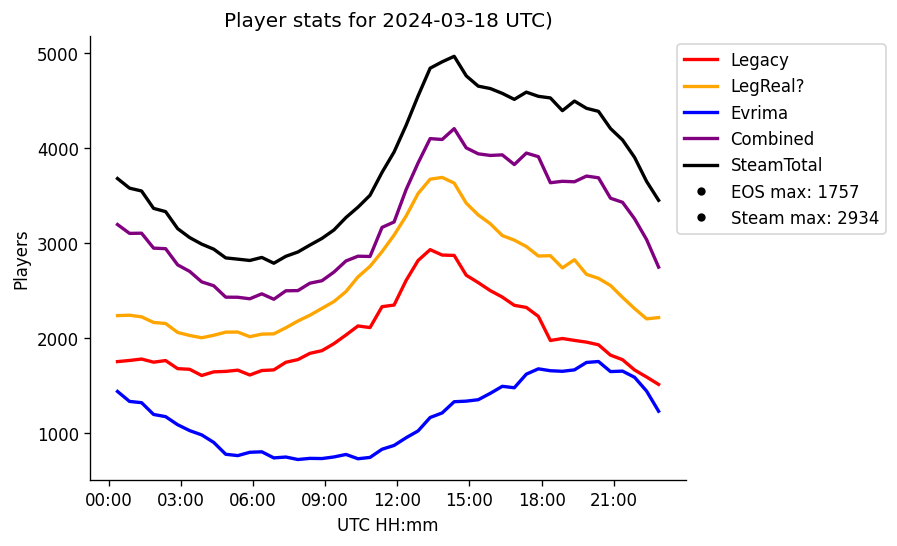 Player stats for 2024-03-18 UTC)
Players
5000
4000
3000
2000
1000
00:00 03:00 06:00 09:00 12:00 15:00 18:00 21:00
UTC HH:mm
Legacy
LegReal?
Evrima
Combined
SteamTotal
EOS max: 1757
Steam max: 2934